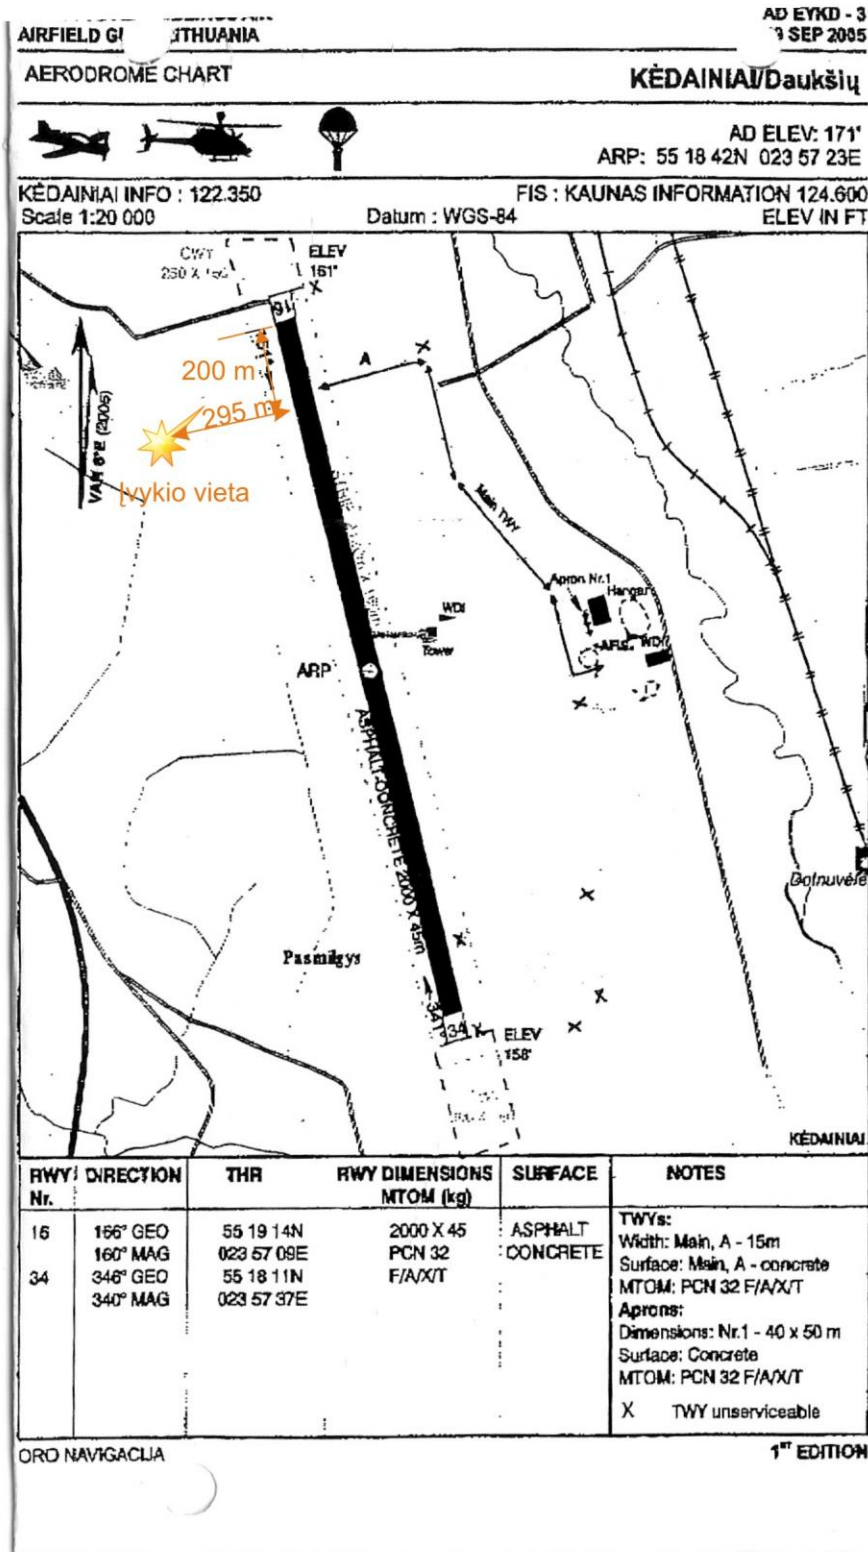 AD EYKD - 3
AIRFIELD ITHUANIA
SEP 2005
AERODROME CHART
KĖDAINIAI/Daukšių
AD ELEV: 171'
ARP: 55 18 42N 023 57 23E
KĖDAINIAI INFO : 122.350
FIS : KAUNAS INFORMATION 124.600
Scale 1:20 000
Datum : WGS-84
ELEV IN FT
CWY
ELEV
161'
16
X
A
X
200 m
295 m
VAR 6°E (2005)
Įvykio vieta
Main TWY
Apron Nr.1
Hangar
WDI
AFIS
WDI
Tower
ARP
X
ASPHALT-CONCRETE 2000 X 45m
Dotnuvėlė
X
X
Pasmilgys
X
34
X
ELEV
158'
X
KĖDAINIAI
RWY Nr.
DIRECTION
THR
RWY DIMENSIONS
MTOM (kg)
SURFACE
NOTES
16
166° GEO
55 19 14N
2000 X 45
ASPHALT
160° MAG
023 57 09E
PCN 32
CONCRETE
34
346° GEO
55 18 11N
F/A/X/T
340° MAG
023 57 37E
TWYs:
Width: Main, A - 15m
Surface: Main, A - concrete
MTOM: PCN 32 F/A/X/T
Aprons:
Dimensions: Nr.1 - 40 x 50 m
Surface: Concrete
MTOM: PCN 32 F/A/X/T
X TWY unserviceable
ORO NAVIGACIJA
1ST EDITION